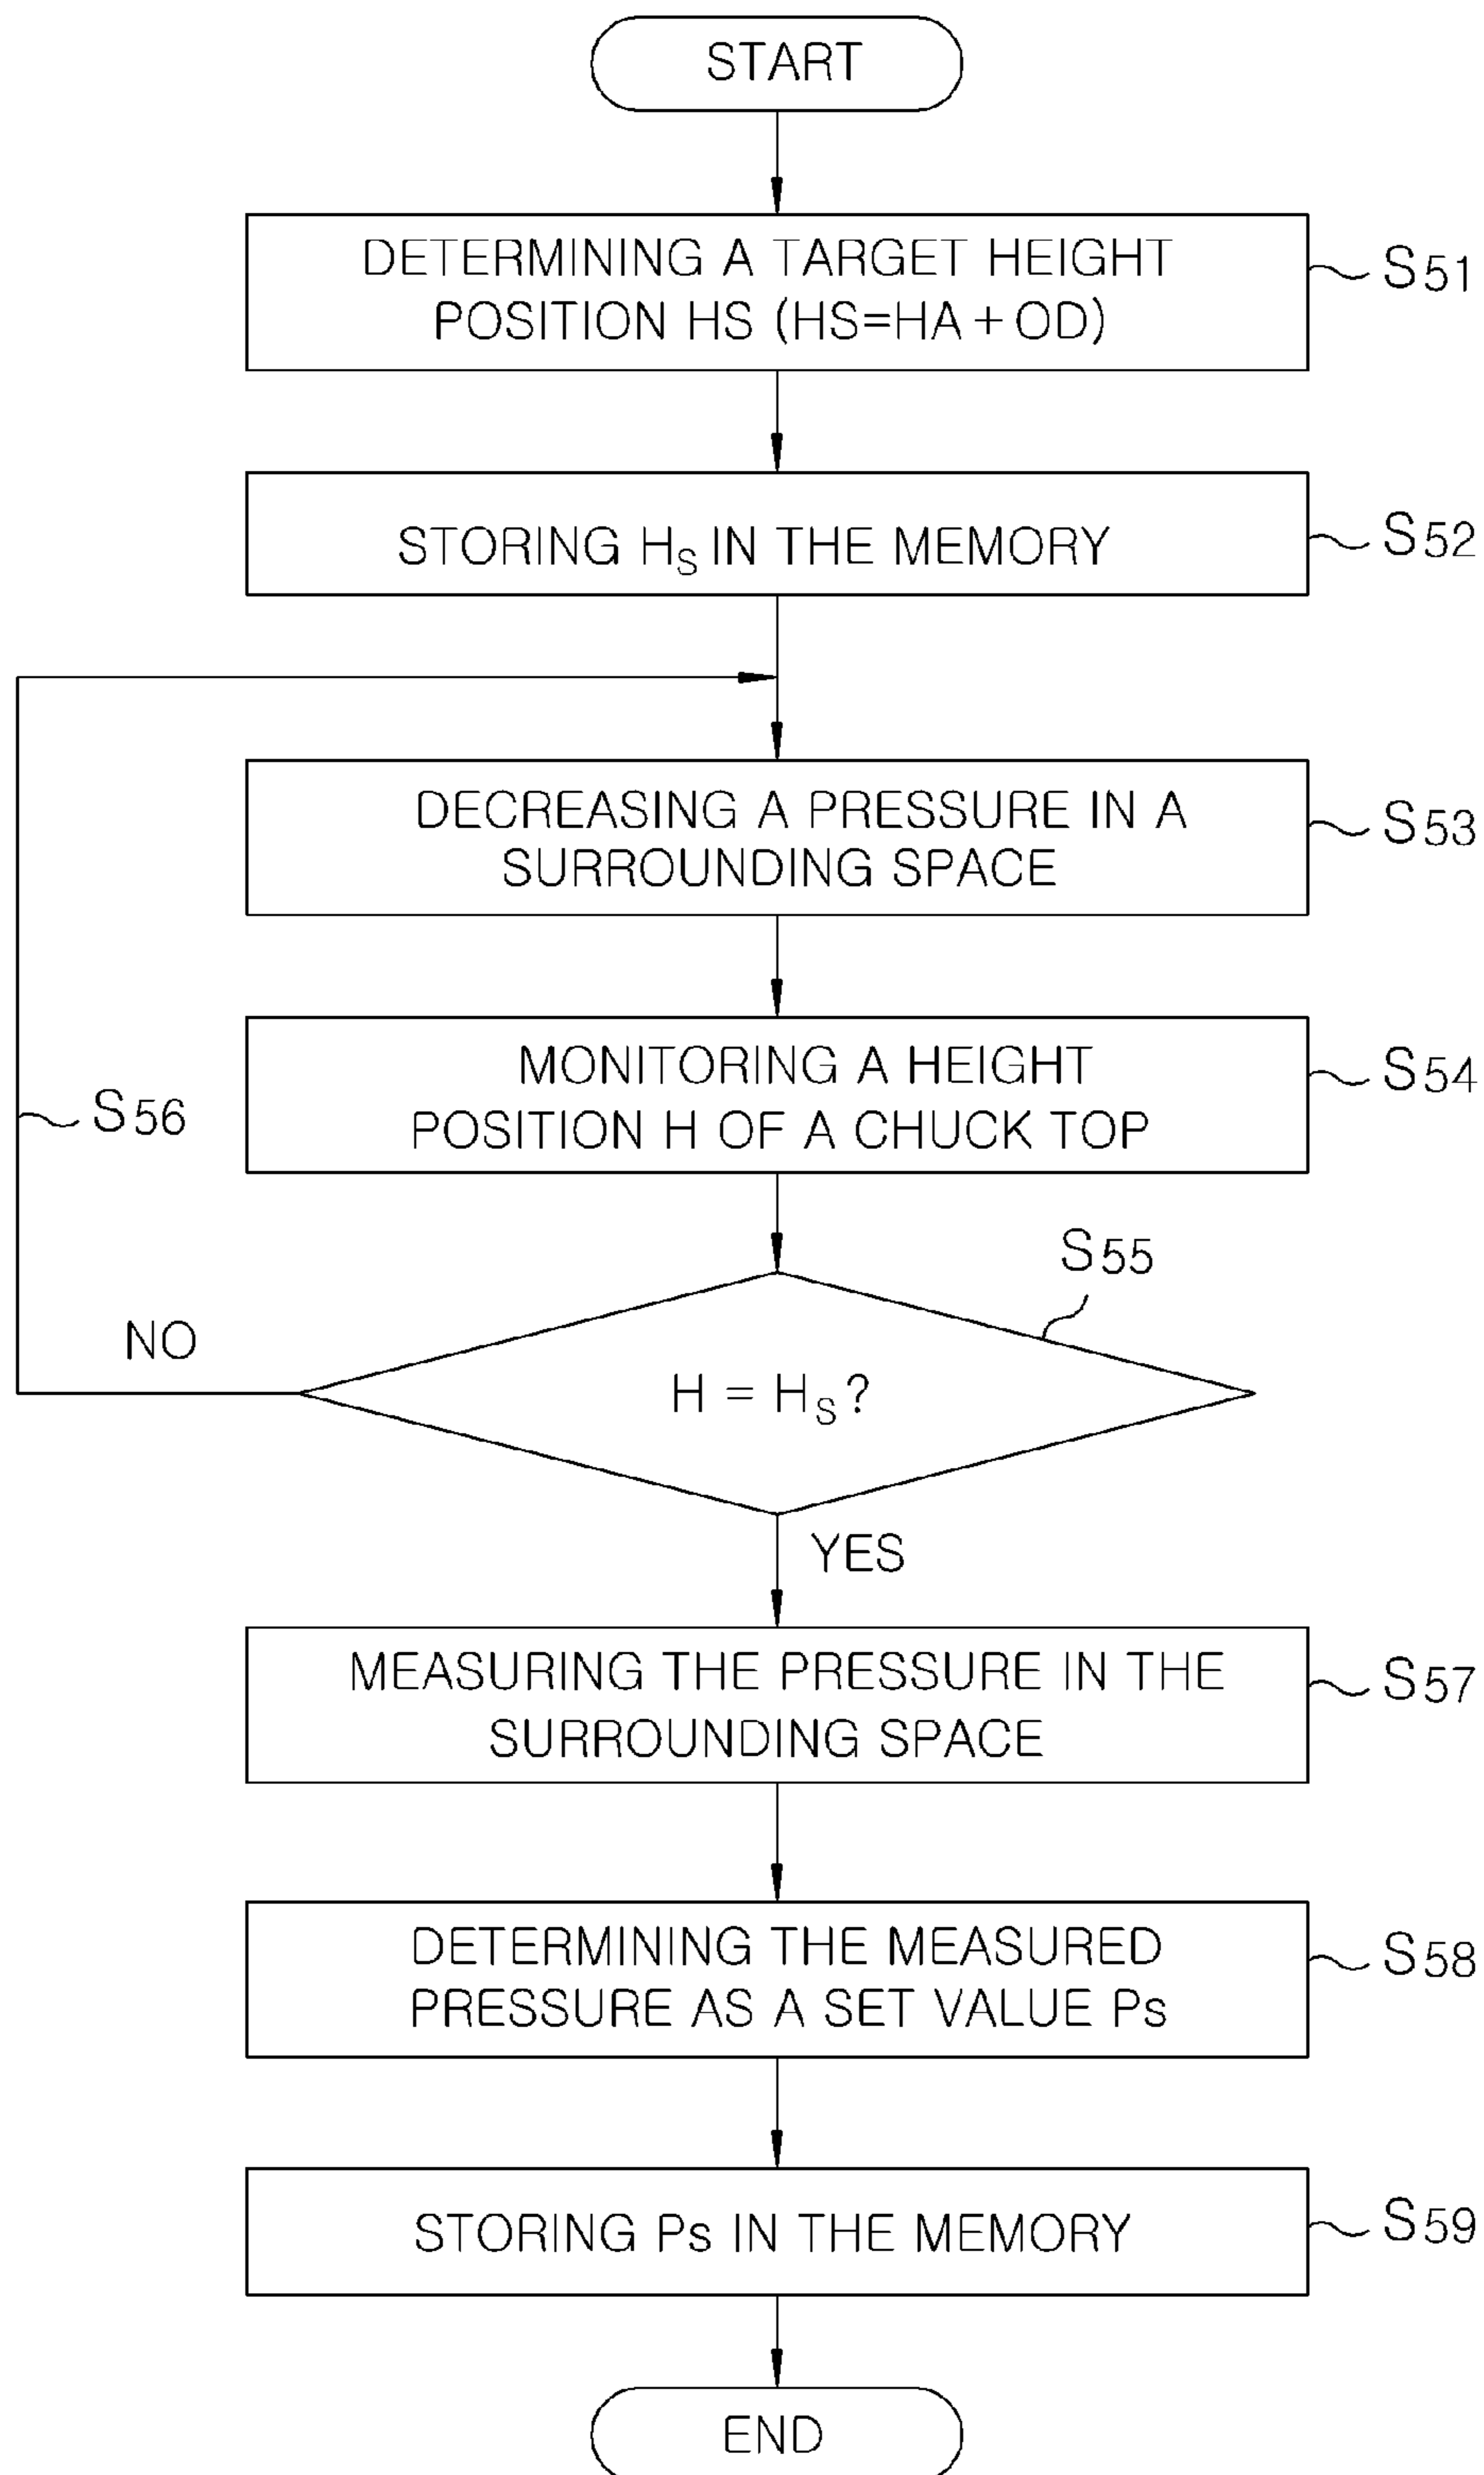 START
DETERMINING A TARGET HEIGHT
POSITION HS (HS=HA+OD)
S51
STORING HS IN THE MEMORY
S52
DECREASING A PRESSURE IN A
SURROUNDING SPACE
S53
MONITORING A HEIGHT
POSITION H OF A CHUCK TOP
S54
S56
S55
NO
H = HS?
YES
MEASURING THE PRESSURE IN THE
SURROUNDING SPACE
S57
DETERMINING THE MEASURED
PRESSURE AS A SET VALUE Ps
S58
STORING Ps IN THE MEMORY
S59
END